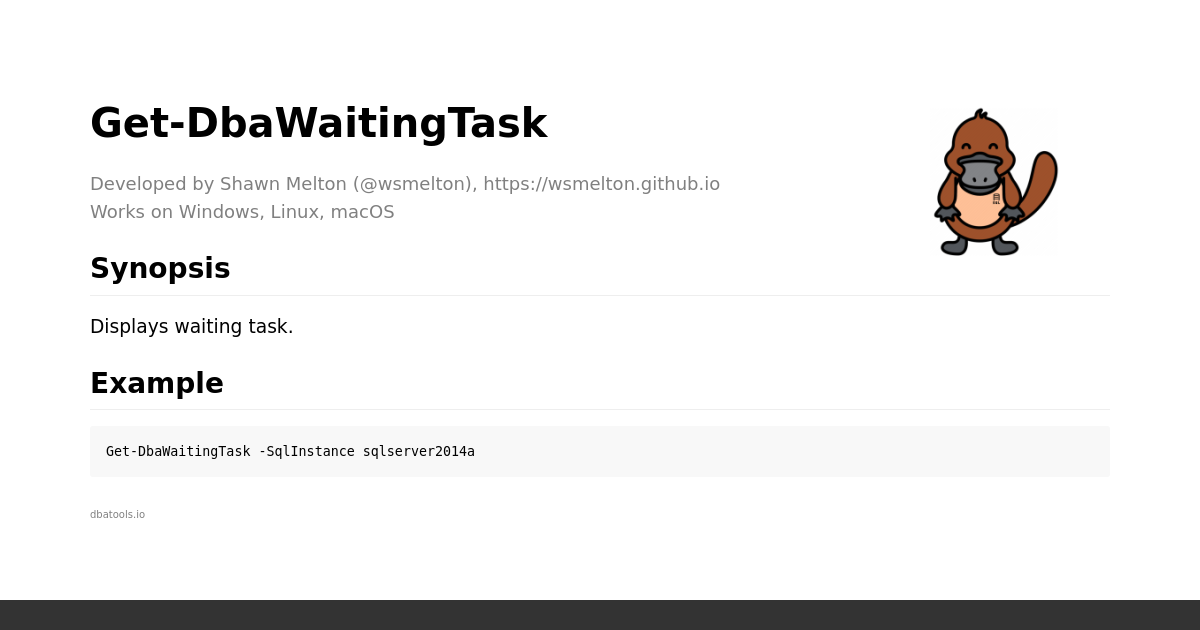 Get-DbaWaitingTask
Developed by Shawn Melton (@wsmelton), https://wsmelton.github.io
Works on Windows, Linux, macOS
Synopsis
Displays waiting task.
Example
Get-DbaWaitingTask -SqlInstance sqlserver2014a
dbatools.io